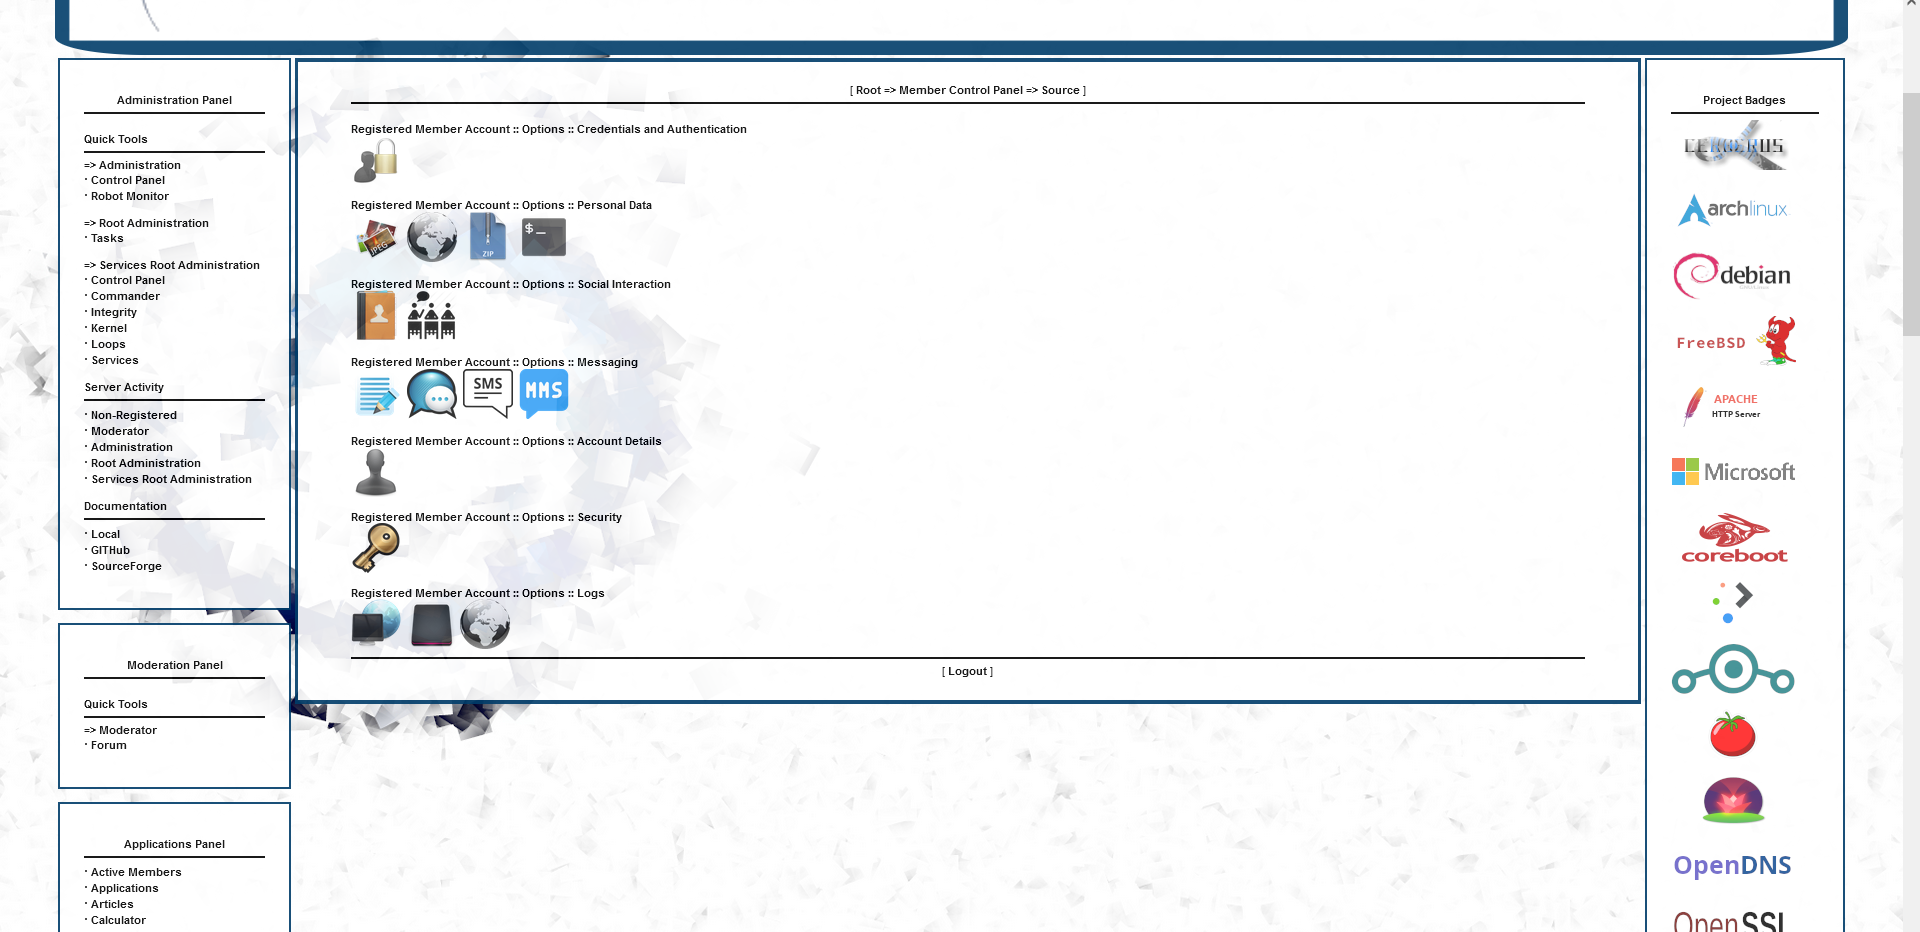 Administration Panel
Quick Tools
=> Administration
· Control Panel
· Robot Monitor
=> Root Administration
· Tasks
=> Services Root Administration
· Control Panel
· Commander
· Integrity
· Kernel
· Loops
· Services
Server Activity
· Non-Registered
· Moderator
· Administration
· Root Administration
· Services Root Administration
Documentation
· Local
· GITHub
· SourceForge
Moderation Panel
Quick Tools
=> Moderator
· Forum
Applications Panel
· Active Members
· Applications
· Articles
· Calculator
[ Root => Member Control Panel => Source ]
Registered Member Account :: Options :: Credentials and Authentication
Registered Member Account :: Options :: Personal Data
JPEG
ZIP
$_
Registered Member Account :: Options :: Social Interaction
Registered Member Account :: Options :: Messaging
SMS
MMS
Registered Member Account :: Options :: Account Details
Registered Member Account :: Options :: Security
Registered Member Account :: Options :: Logs
[ Logout ]
Project Badges
CERBERUS
archlinux
debian
FreeBSD
APACHE
HTTP Server
Microsoft
coreboot
OpenDNS
OpenSSL